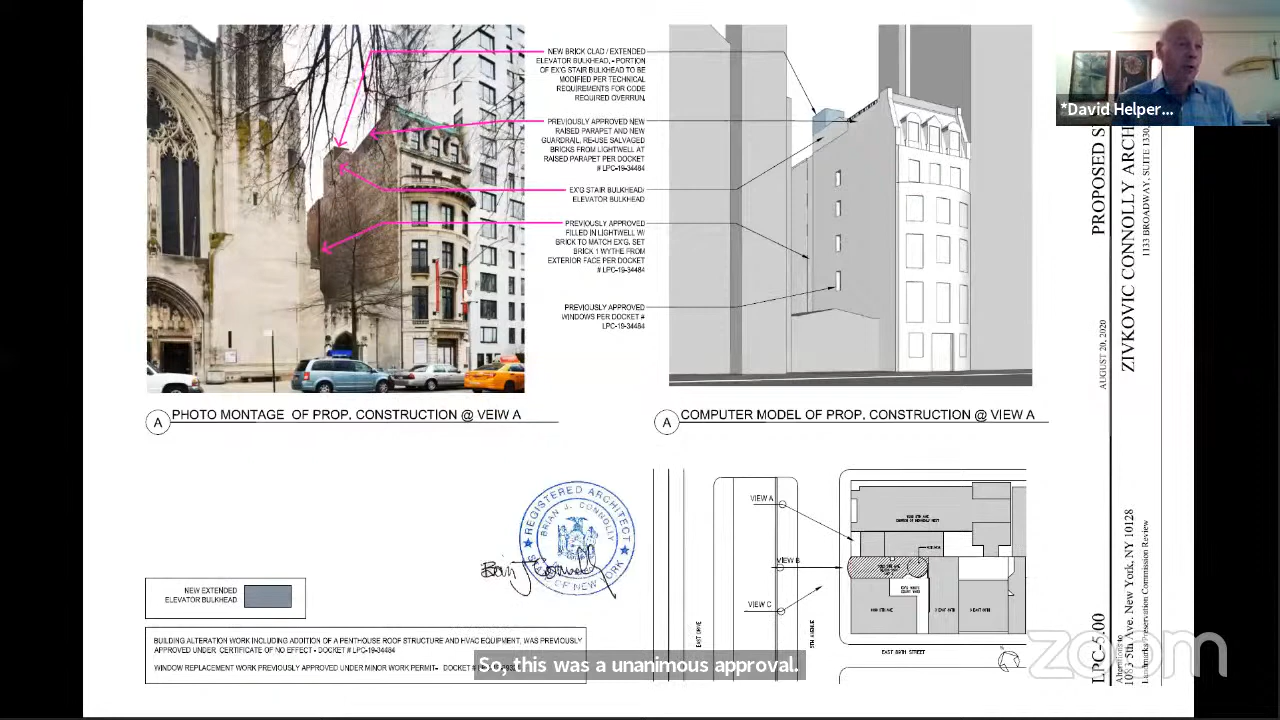 NEW BRICK CLAD / EXTENDED
ELEVATOR BULKHEAD, - PORTION
OF EX'G STAIR BULKHEAD TO BE
MODIFIED PER TECHNICAL
REQUIREMENTS FOR CODE
REQUIRED OVERRUN.
PREVIOUSLY APPROVED NEW
RAISED PARAPET AND NEW
GUARDRAIL, RE-USE SALVAGED
BRICKS FROM LIGHTWELL AT
RAISED PARAPET PER DOCKET
# LPC-19-34484
EX'G STAIR BULKHEAD/
ELEVATOR BULKHEAD
PREVIOUSLY APPROVED
FILLED IN LIGHTWELL W/
BRICK TO MATCH EX'G. SET
BRICK 1 WYTHE FROM
EXTERIOR FACE PER DOCKET
# LPC-19-34484
PREVIOUSLY APPROVED
WINDOWS PER DOCKET #
LPC-19-34484
*David Helper...
A PHOTO MONTAGE OF PROP. CONSTRUCTION @ VEIW A
A COMPUTER MODEL OF PROP. CONSTRUCTION @ VIEW A
REGISTERED ARCHITECT
BRIAN J. CONNOLLY
OF NEW YORK
NEW EXTENDED
ELEVATOR BULKHEAD
BUILDING ALTERATION WORK INCLUDING ADDITION OF A PENTHOUSE ROOF STRUCTURE AND HVAC EQUIPMENT, WAS PREVIOUSLY
APPROVED UNDER CERTIFICATE OF NO EFFECT - DOCKET # LPC-19-34484
WINDOW REPLACEMENT WORK PREVIOUSLY APPROVED UNDER MINOR WORK PERMIT- DOCKET #
So, this was a unanimous approval.
VIEW A
VIEW B
VIEW C
EAST DRIVE
5TH AVENUE
EAST 89TH STREET
PROPOSED
AUGUST 20, 2020
ZIVKOVIC CONNOLLY ARCH
1133 BROADWAY, SUITE 1330,
LPC-5.00
1083 5th Ave. New York, NY 10128
Landmarks Preservation Commission Review
zoom